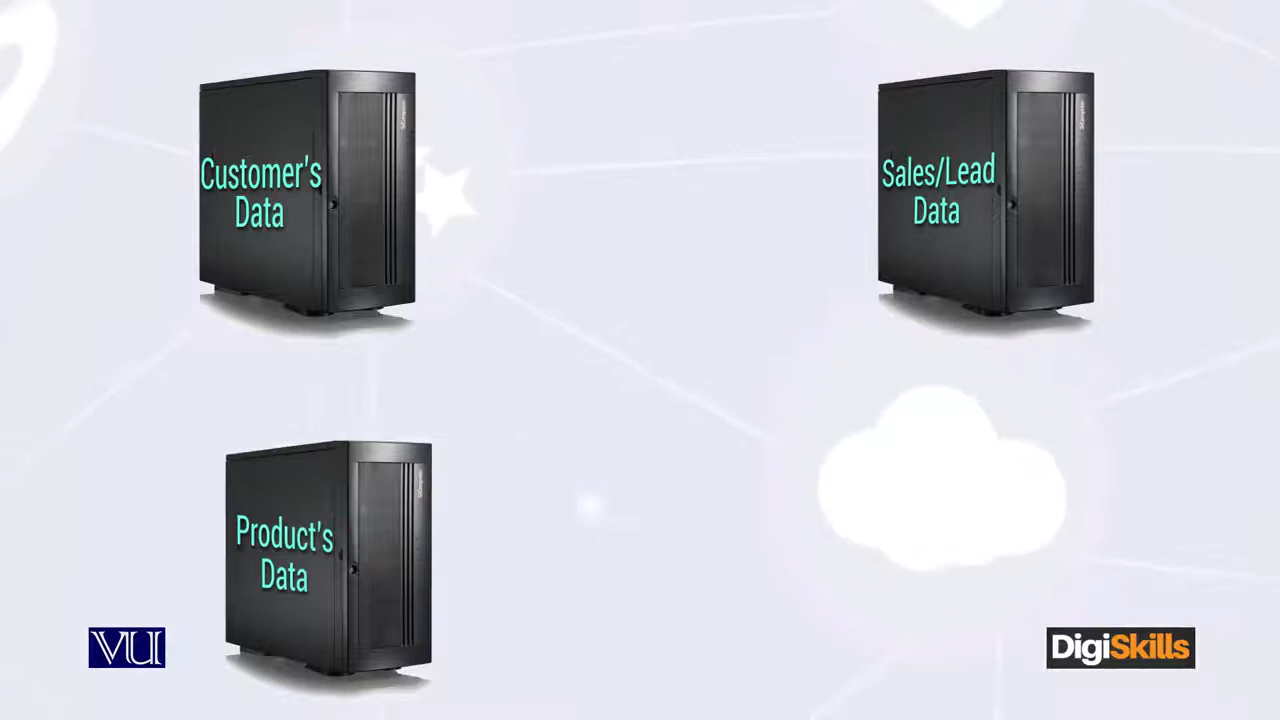 Customer's
Data
Sales/Lead
Data
Product's
Data
VU
DigiSkills